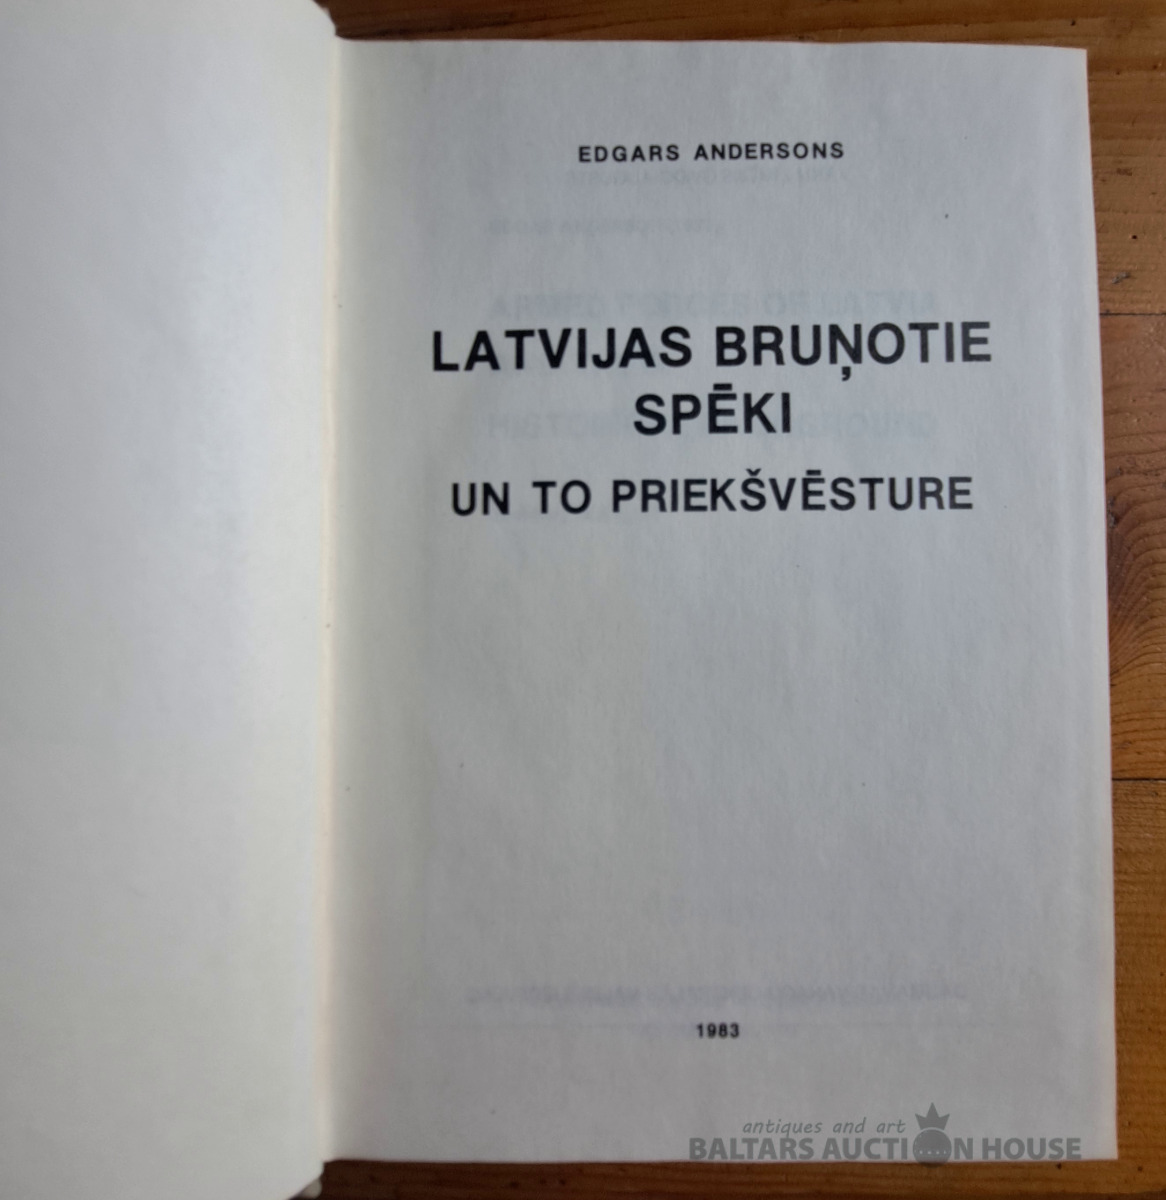 EDGARS ANDERSONS
LATVIJAS BRUŅOTIE
SPĒKI
UN TO PRIEKŠVĒSTURE
1983
antiques and art
BALTARS AUCTION HOUSE